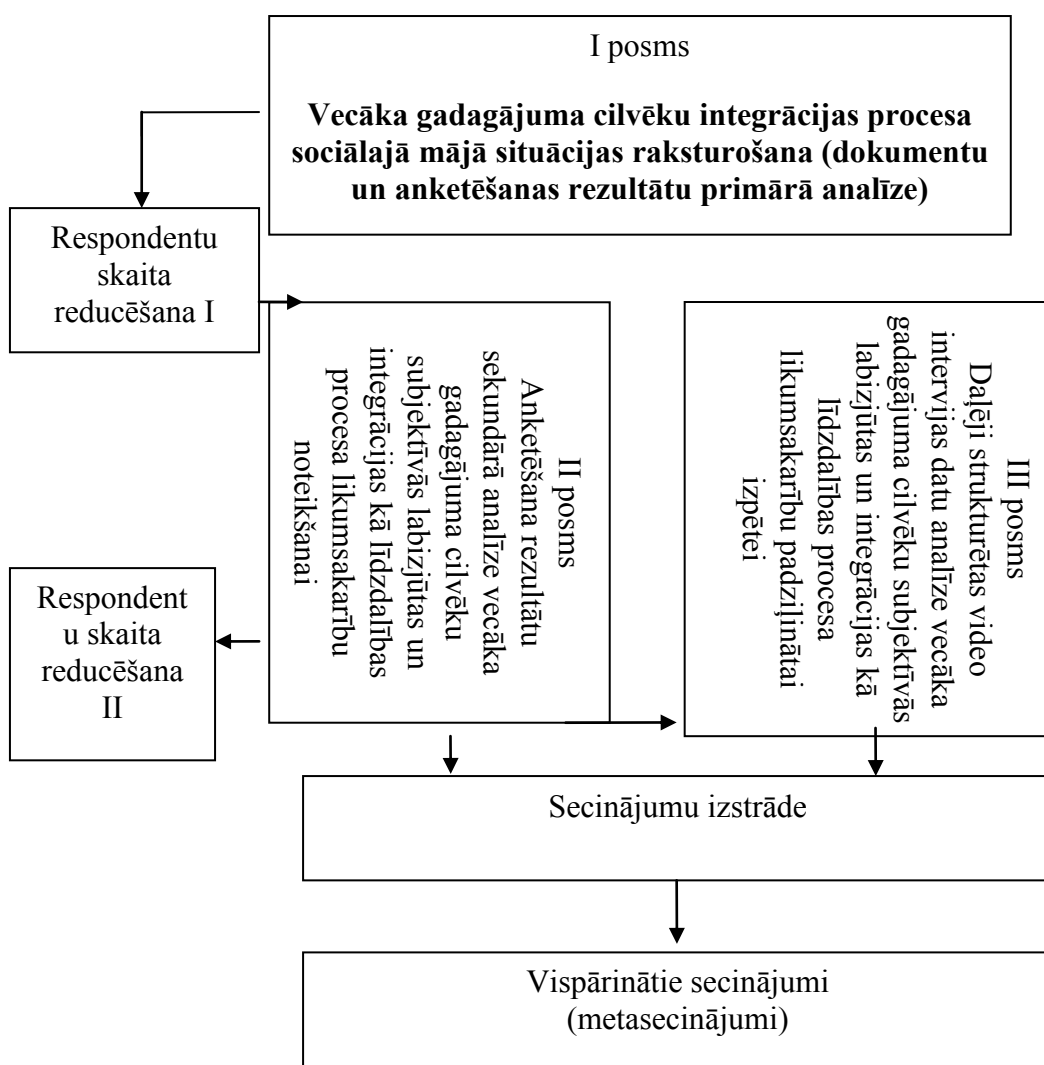 I posms
Vecāka gadagājuma cilvēku integrācijas procesa
sociālajā mājā situācijas raksturošana (dokumentu
un anketēšanas rezultātu primārā analīze)
Respondentu
skaita
reducēšana I
II posms
Anketēšana rezultātu
sekundārā analīze vecāka
gadagājuma cilvēku
subjektīvās labizjūtas un
integrācijas kā līdzdalības
procesa likumsakarību
noteikšanai
III posms
Daļēji strukturētas video
intervijas datu analīze vecāka
gadagājuma cilvēku subjektīvās
labizjūtas un integrācijas kā
līdzdalības procesa
likumsakarību padziļinātai
izpētei
Respondent
u skaita
reducēšana
II
Secinājumu izstrāde
Vispārinātie secinājumi
(metasecinājumi)